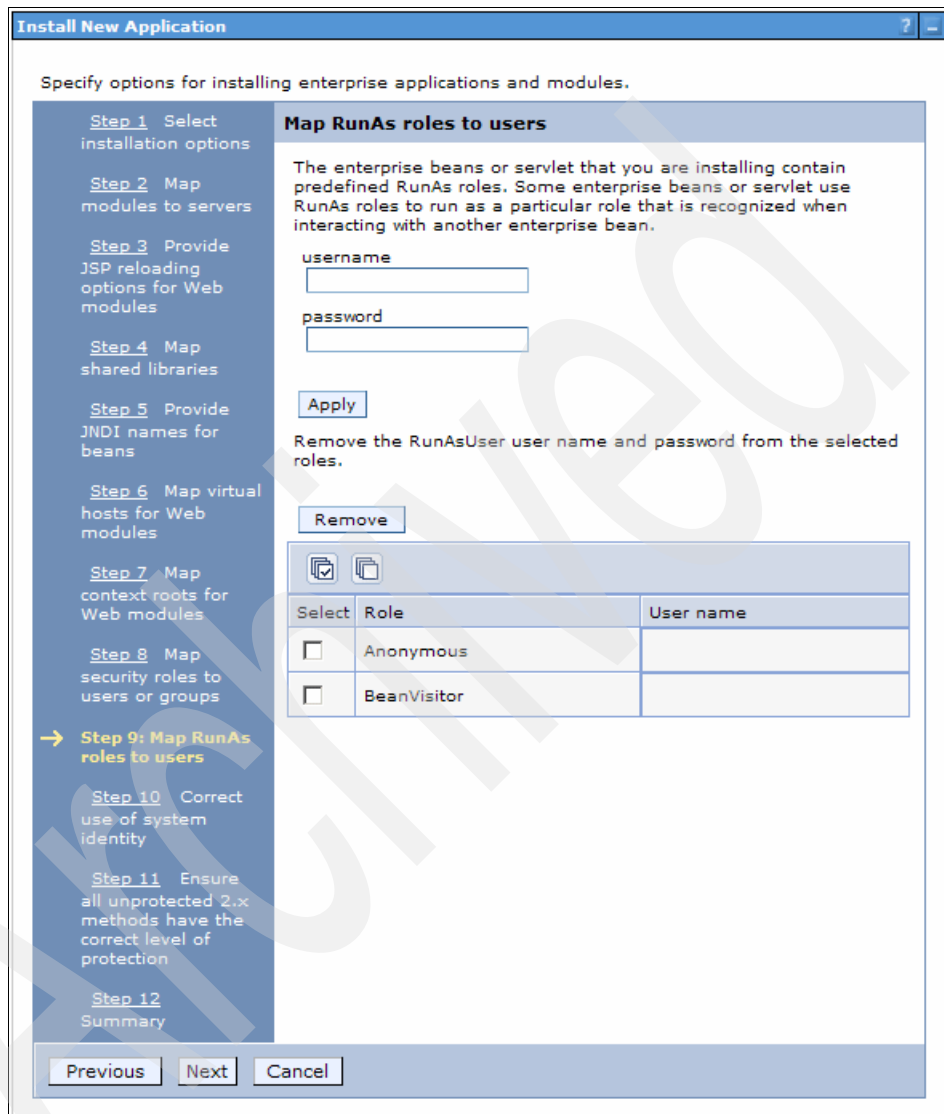 Install New Application
?
Specify options for installing enterprise applications and modules.
Step 1 Select
installation options
Step 2 Map
modules to servers
Step 3 Provide
JSP reloading
options for Web
modules
Step 4 Map
shared libraries
Step 5 Provide
JNDI names for
beans
Step 6 Map virtual
hosts for Web
modules
Step 7 Map
context roots for
Web modules
Step 8 Map
security roles to
users or groups
Step 9: Map RunAs
roles to users
Step 10 Correct
use of system
identity
Step 11 Ensure
all unprotected 2.x
methods have the
correct level of
protection
Step 12
Summary
Map RunAs roles to users
The enterprise beans or servlet that you are installing contain
predefined RunAs roles. Some enterprise beans or servlet use
RunAs roles to run as a particular role that is recognized when
interacting with another enterprise bean.
username
password
Apply
Remove the RunAsUser user name and password from the selected
roles.
Remove
Select Role User name
Anonymous
BeanVisitor
Previous Next Cancel
Archived